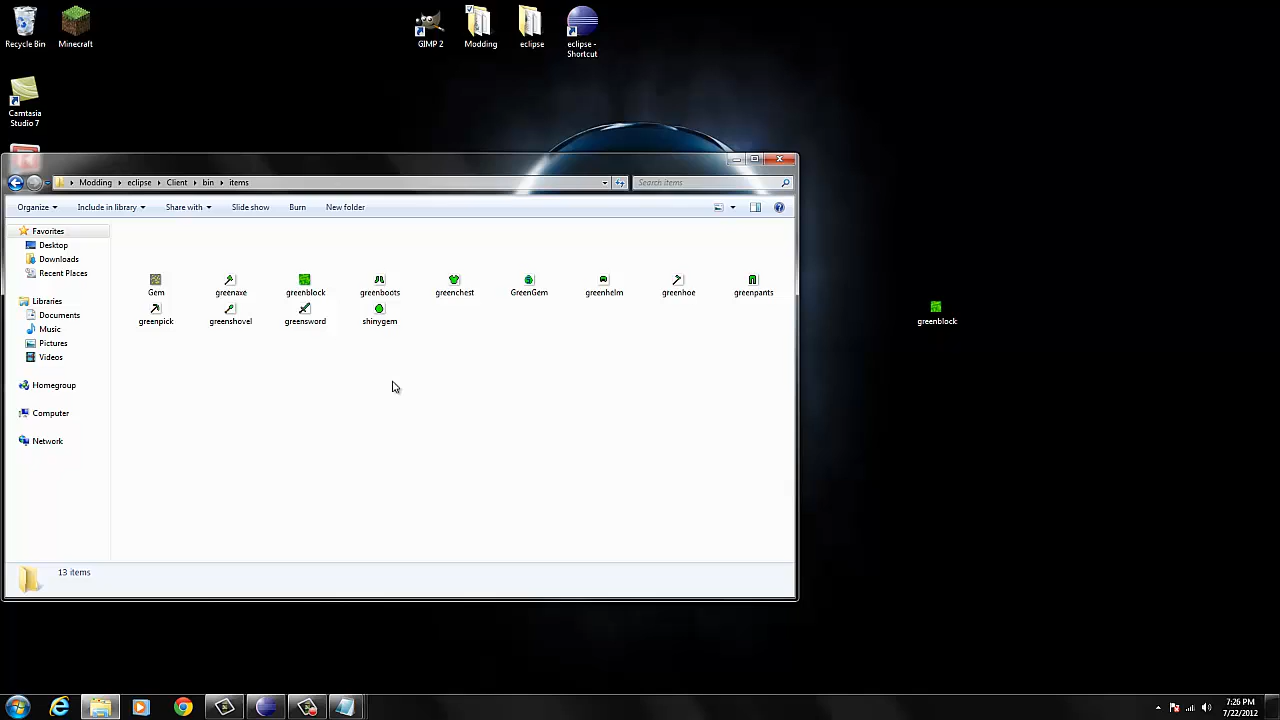 Recycle Bin
Minecraft
GIMP 2
Modding
eclipse
eclipse -
Shortcut
Camtasia
Studio 7
Modding
eclipse
Client
bin
items
Search items
Organize
Include in library
Share with
Slide show
Burn
New folder
Favorites
Desktop
Downloads
Recent Places
Libraries
Documents
Music
Pictures
Videos
Homegroup
Computer
Network
Gem
greenaxe
greenblock
greenboots
greenchest
GreenGem
greenhelm
greenhoe
greenpants
greenpick
greenshovel
greensword
shinygem
greenblock
13 items
7:26 PM
7/22/2012